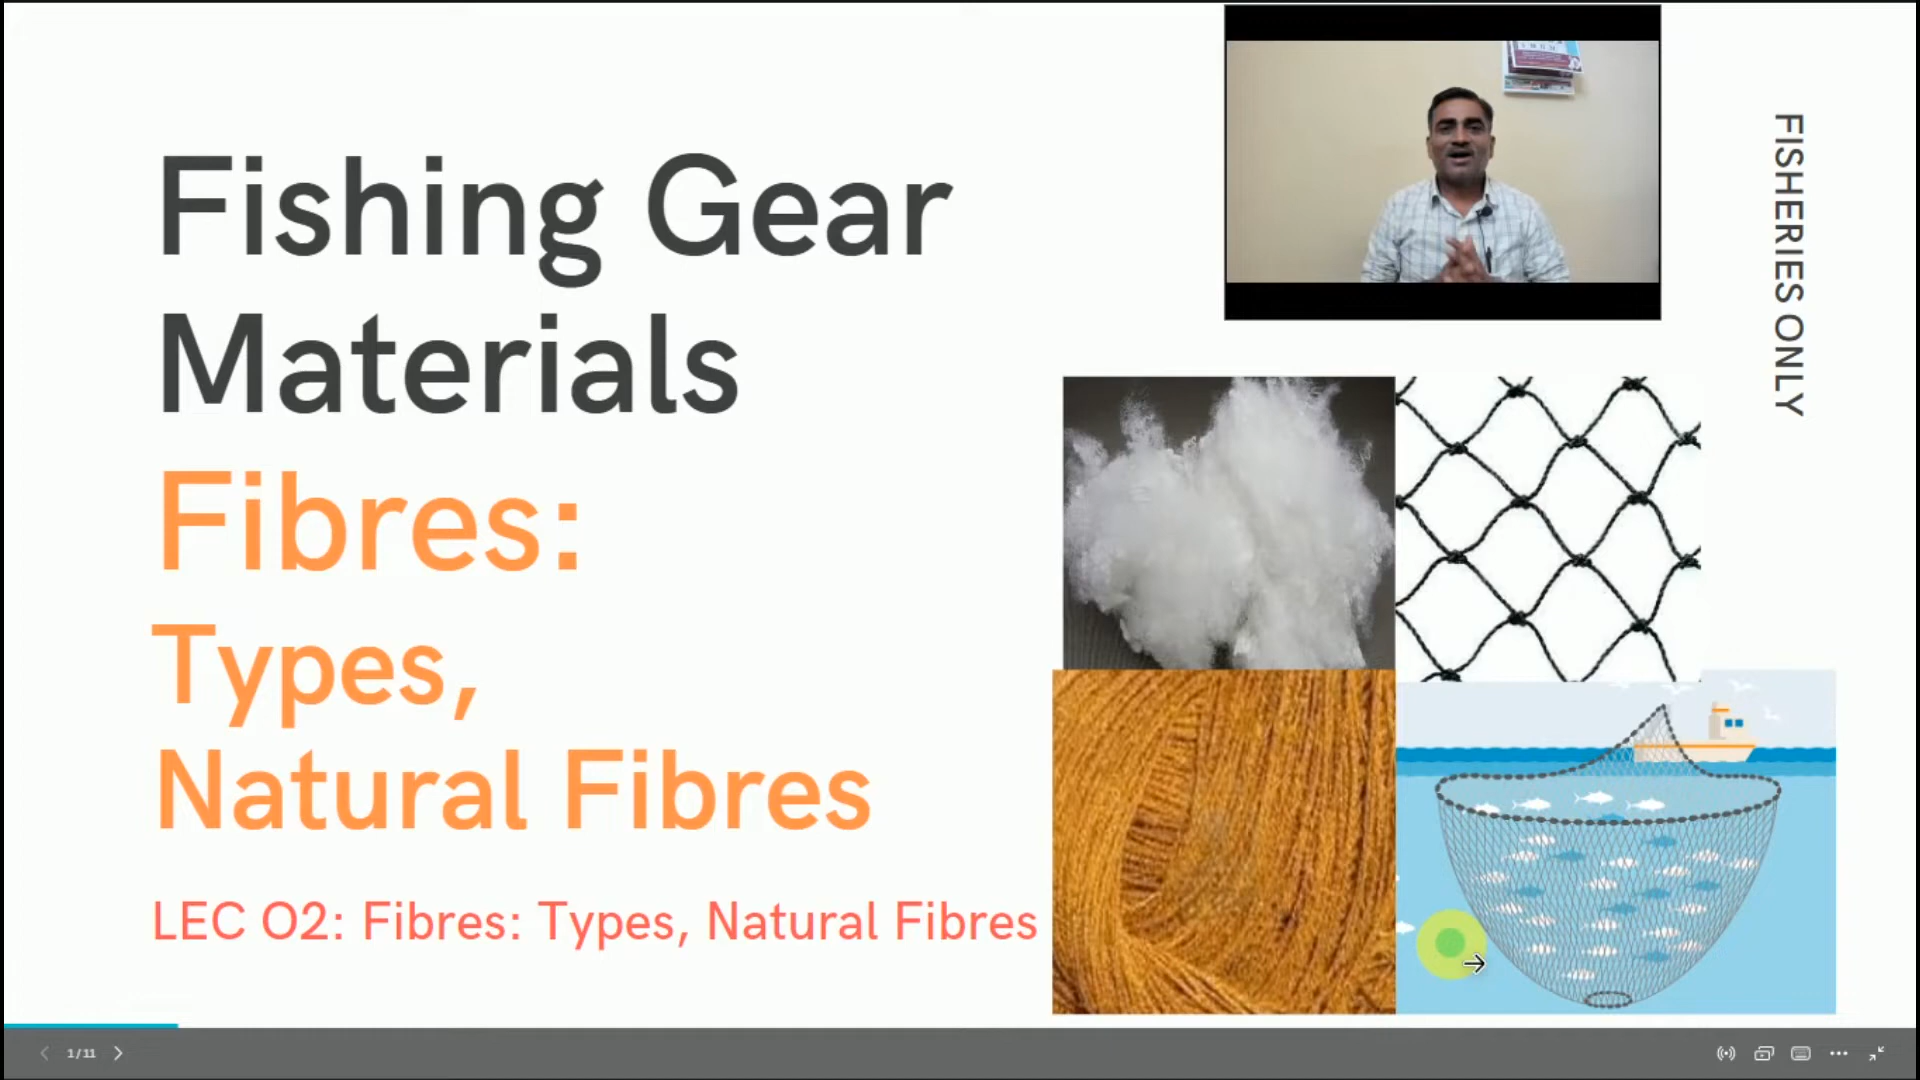 Fishing Gear
Materials
Fibres:
Types,
Natural Fibres
LEC 02: Fibres: Types, Natural Fibres
FISHERIES ONLY
1/11